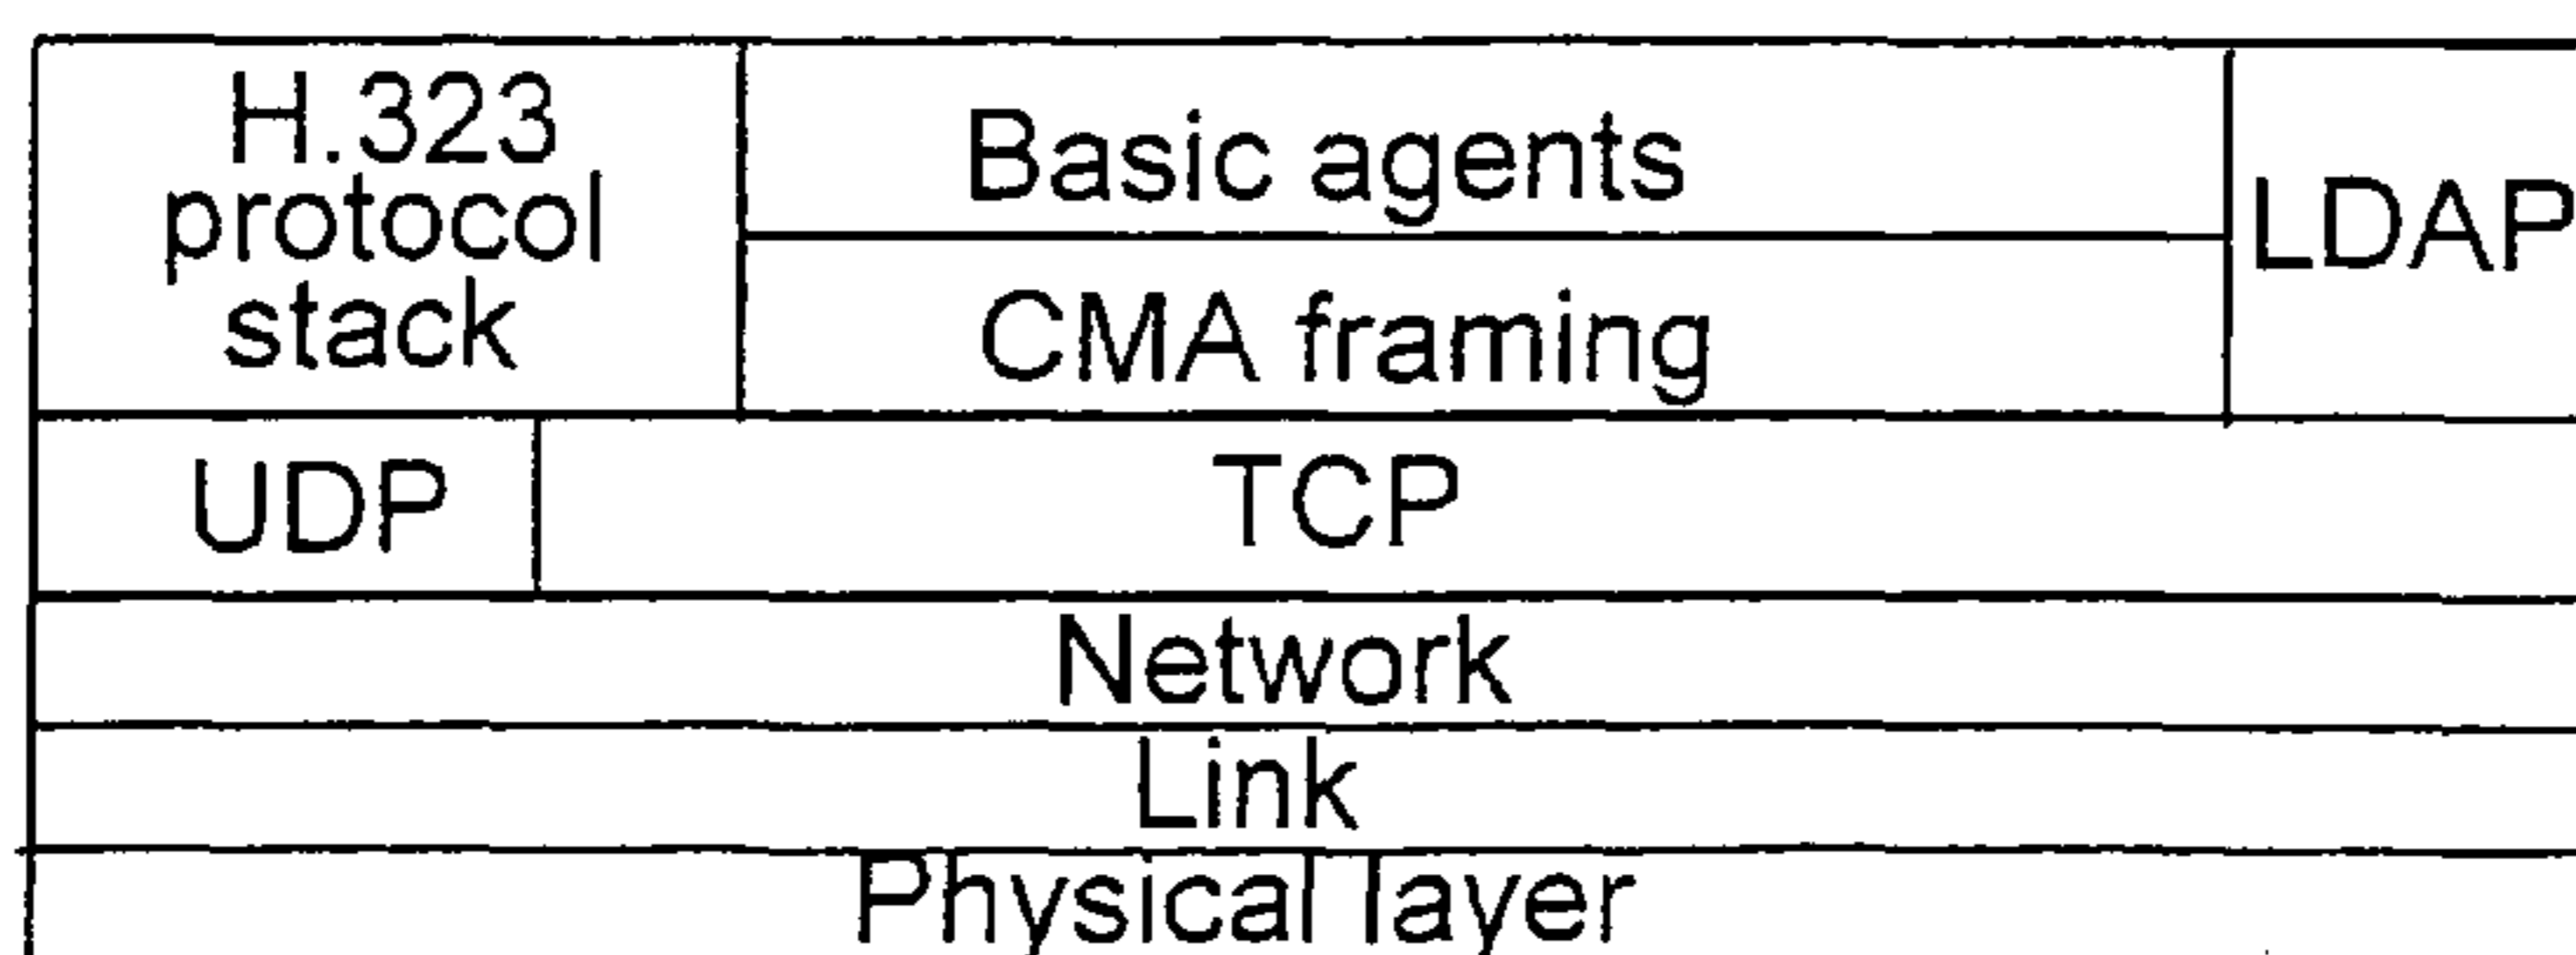 H.323
protocol
stack
Basic agents
CMA framing
LDAP
UDP
TCP
Network
Link
Physical layer